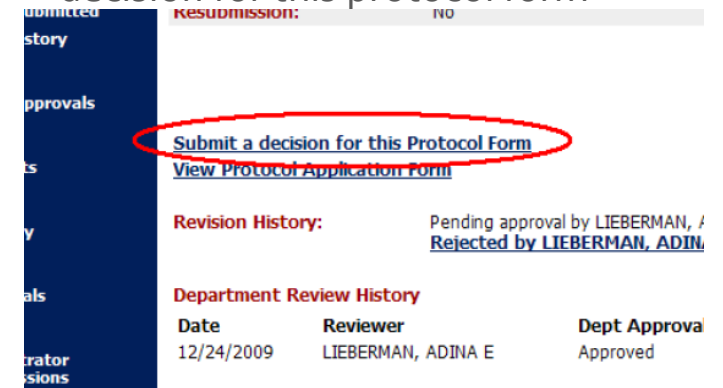 Resubmission: No
story
pprovals
Submit a decision for this Protocol Form
ts
View Protocol Application Form
y
Revision History: Pending approval by LIEBERMAN, A
Rejected by LIEBERMAN, ADINA
als
Department Review History
Date Reviewer Dept Approval
12/24/2009 LIEBERMAN, ADINA E Approved
trator
ssions